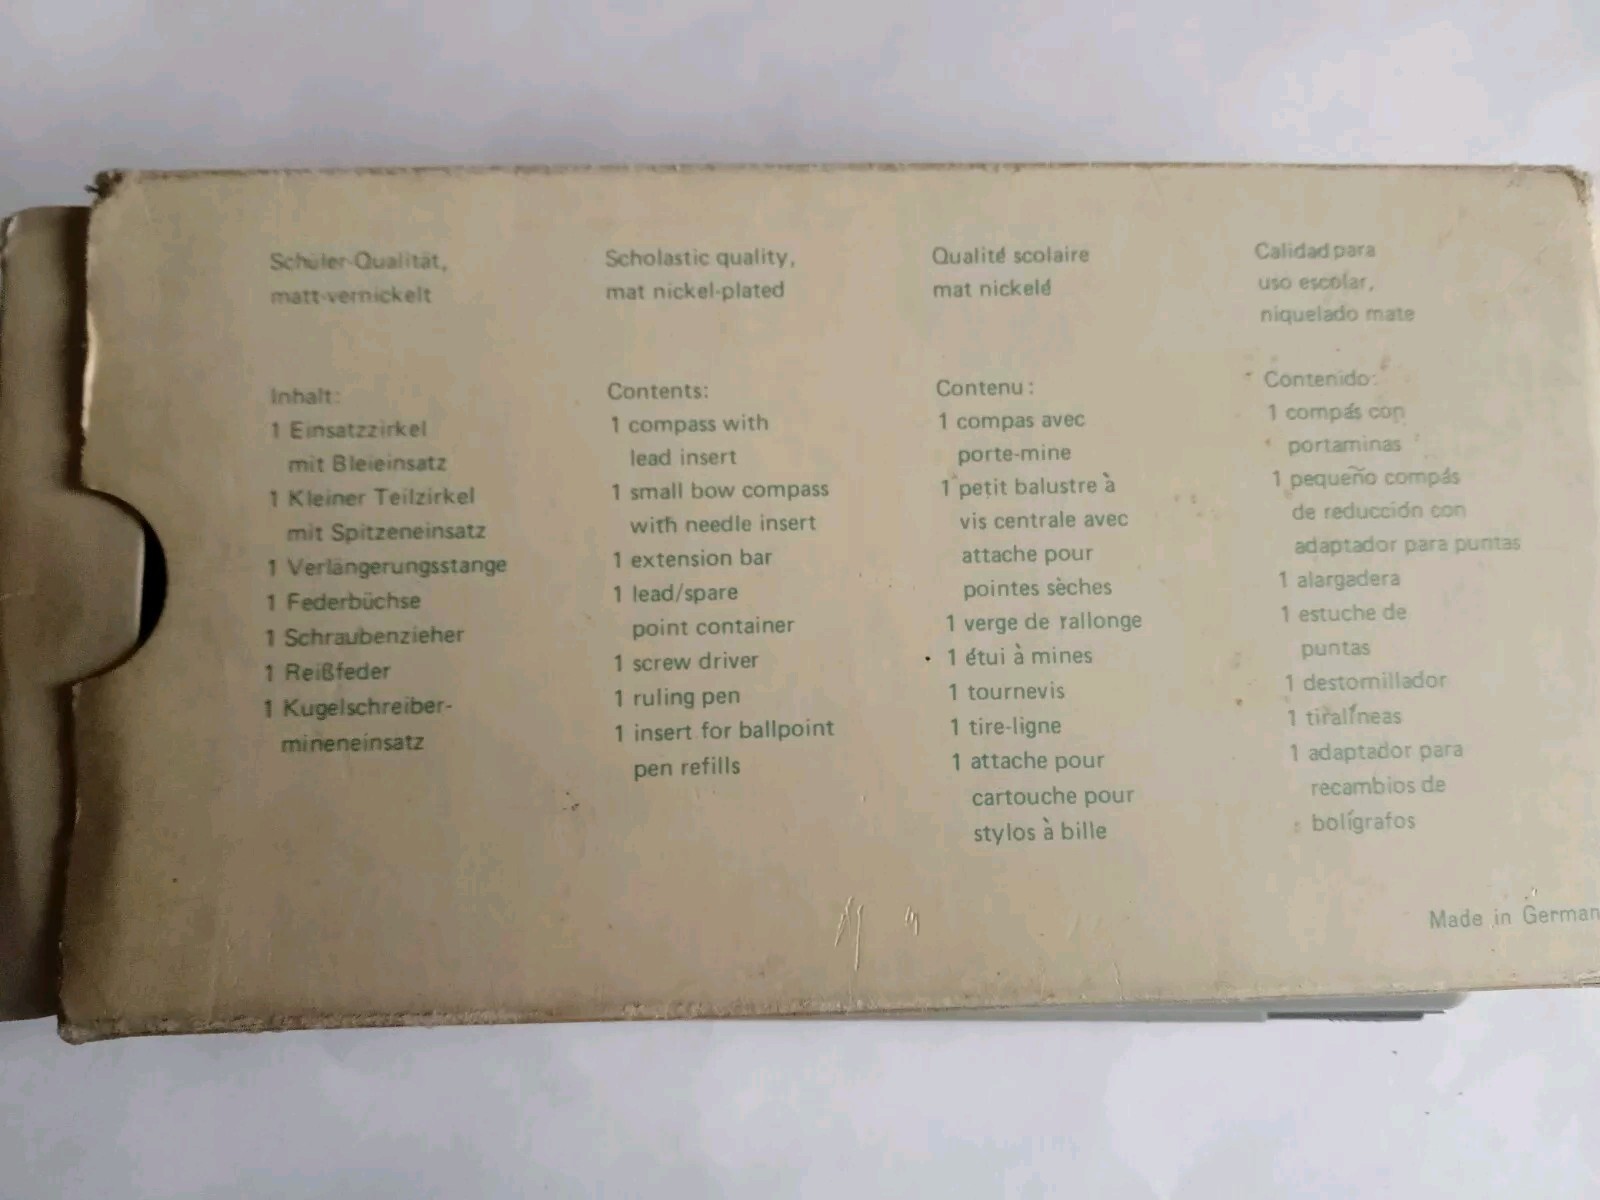 Schüler-Qualität,
matt-vernickelt
Inhalt:
1 Einsatzzirkel
mit Bleieinsatz
1 Kleiner Teilzirkel
mit Spitzeneinsatz
1 Verlängerungsstange
1 Federbüchse
1 Schraubenzieher
1 Reißfeder
1 Kugelschreiber-
mineneinsatz
Scholastic quality,
mat nickel-plated
Contents:
1 compass with
lead insert
1 small bow compass
with needle insert
1 extension bar
1 lead/spare
point container
1 screw driver
1 ruling pen
1 insert for ballpoint
pen refills
Qualité scolaire
mat nickelé
Contenu :
1 compas avec
porte-mine
1 petit balustre à
vis centrale avec
attache pour
pointes sèches
1 verge de rallonge
1 étui à mines
1 tournevis
1 tire-ligne
1 attache pour
cartouche pour
stylos à bille
Calidad para
uso escolar,
niquelado mate
Contenido:
1 compás con
portaminas
1 pequeño compás
de reducción con
adaptador para puntas
1 alargadera
1 estuche de
puntas
1 destornillador
1 tiralíneas
1 adaptador para
recambios de
bolígrafos
Made in German